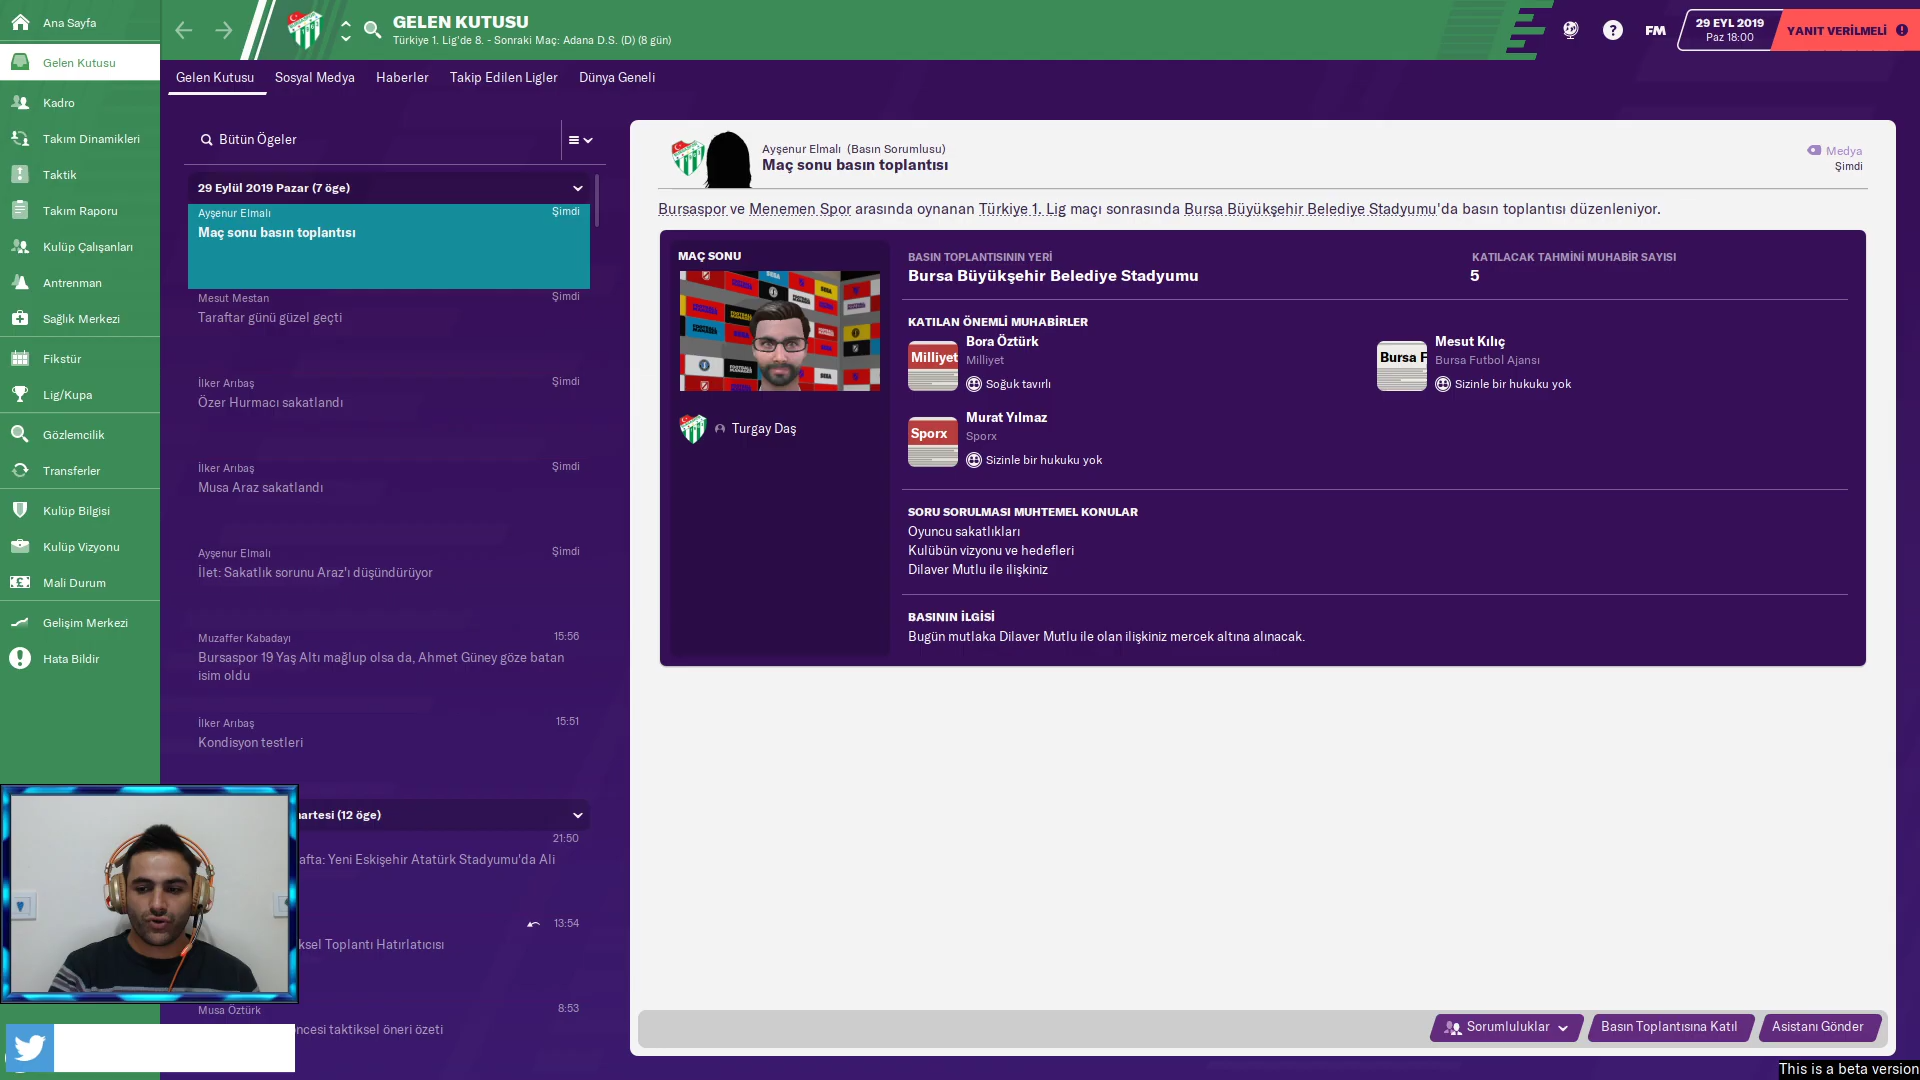 Ana Sayfa
Gelen Kutusu
Kadro
Takım Dinamikleri
Taktik
Takım Raporu
Kulüp Çalışanları
Antrenman
Sağlık Merkezi
Fikstür
Lig/Kupa
Gözlemcilik
Transferler
Kulüp Bilgisi
Kulüp Vizyonu
Mali Durum
Gelişim Merkezi
Hata Bildir
GELEN KUTUSU
Türkiye 1. Lig'de 8. - Sonraki Maç: Adana D.S. (D) (8 gün)
FM
29 EYL 2019
Paz 18:00
YANIT VERİLMELİ
Gelen Kutusu Sosyal Medya Haberler Takip Edilen Ligler Dünya Geneli
Bütün Ögeler
29 Eylül 2019 Pazar (7 öge)
Ayşenur Elmalı Şimdi
Maç sonu basın toplantısı
Mesut Mestan Şimdi
Taraftar günü güzel geçti
İlker Arıbaş Şimdi
Özer Hurmacı sakatlandı
İlker Arıbaş Şimdi
Musa Araz sakatlandı
Ayşenur Elmalı Şimdi
İlet: Sakatlık sorunu Araz'ı düşündürüyor
Muzaffer Kabadayı 15:56
Bursaspor 19 Yaş Altı mağlup olsa da, Ahmet Güney göze batan
isim oldu
İlker Arıbaş 15:51
Kondisyon testleri
artesi (12 öge)
21:50
afta: Yeni Eskişehir Atatürk Stadyumu'da Ali
13:54
ksel Toplantı Hatırlatıcısı
Musa Öztürk 8:53
ncesi taktiksel öneri özeti
Ayşenur Elmalı (Basın Sorumlusu)
Maç sonu basın toplantısı
Medya
Şimdi
Bursaspor ve Menemen Spor arasında oynanan Türkiye 1. Lig maçı sonrasında Bursa Büyükşehir Belediye Stadyumu'da basın toplantısı düzenleniyor.
MAÇ SONU
Turgay Daş
BASIN TOPLANTISININ YERİ
Bursa Büyükşehir Belediye Stadyumu
KATILACAK TAHMİNİ MUHABİR SAYISI
5
KATILAN ÖNEMLİ MUHABİRLER
Milliyet
Bora Öztürk
Milliyet
Soğuk tavırlı
Bursa F
Mesut Kılıç
Bursa Futbol Ajansı
Sizinle bir hukuku yok
Sporx
Murat Yılmaz
Sporx
Sizinle bir hukuku yok
SORU SORULMASI MUHTEMEL KONULAR
Oyuncu sakatlıkları
Kulübün vizyonu ve hedefleri
Dilaver Mutlu ile ilişkiniz
BASININ İLGİSİ
Bugün mutlaka Dilaver Mutlu ile olan ilişkiniz mercek altına alınacak.
Sorumluluklar
Basın Toplantısına Katıl
Asistanı Gönder
This is a beta version